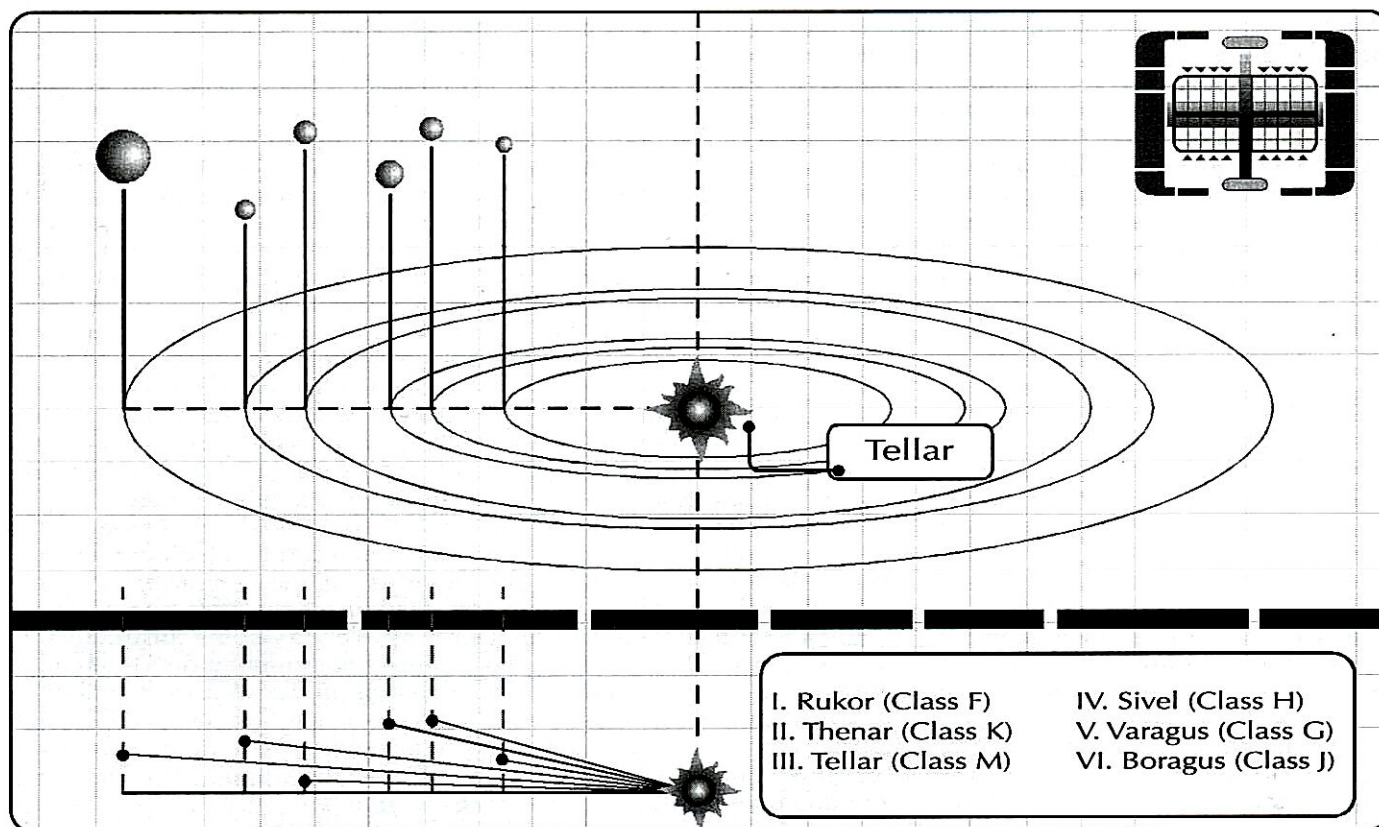 Tellar
I. Rukor (Class F)
II. Thenar (Class K)
III. Tellar (Class M)
IV. Sivel (Class H)
V. Varagus (Class G)
VI. Boragus (Class J)